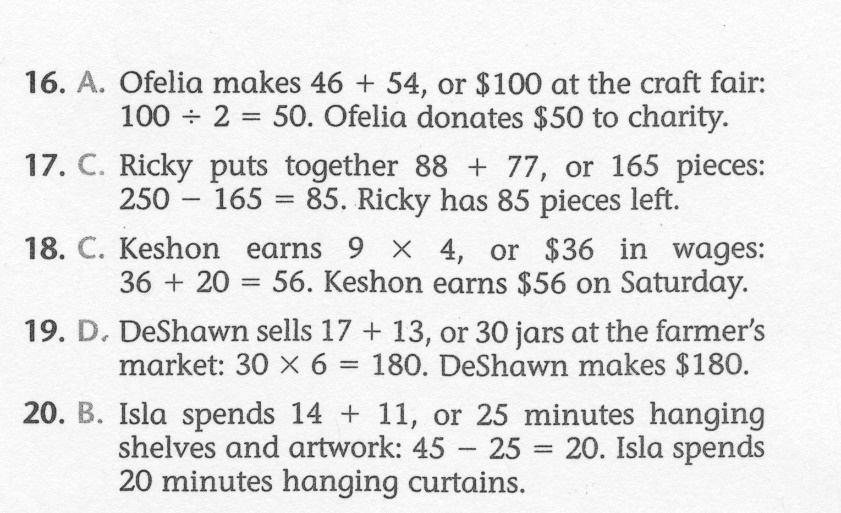 16. A. Ofelia makes 46 + 54, or $100 at the craft fair:
100 ÷ 2 = 50. Ofelia donates $50 to charity.
17. C. Ricky puts together 88 + 77, or 165 pieces:
250 − 165 = 85. Ricky has 85 pieces left.
18. C. Keshon earns 9 × 4, or $36 in wages:
36 + 20 = 56. Keshon earns $56 on Saturday.
19. D. DeShawn sells 17 + 13, or 30 jars at the farmer's
market: 30 × 6 = 180. DeShawn makes $180.
20. B. Isla spends 14 + 11, or 25 minutes hanging
shelves and artwork: 45 − 25 = 20. Isla spends
20 minutes hanging curtains.